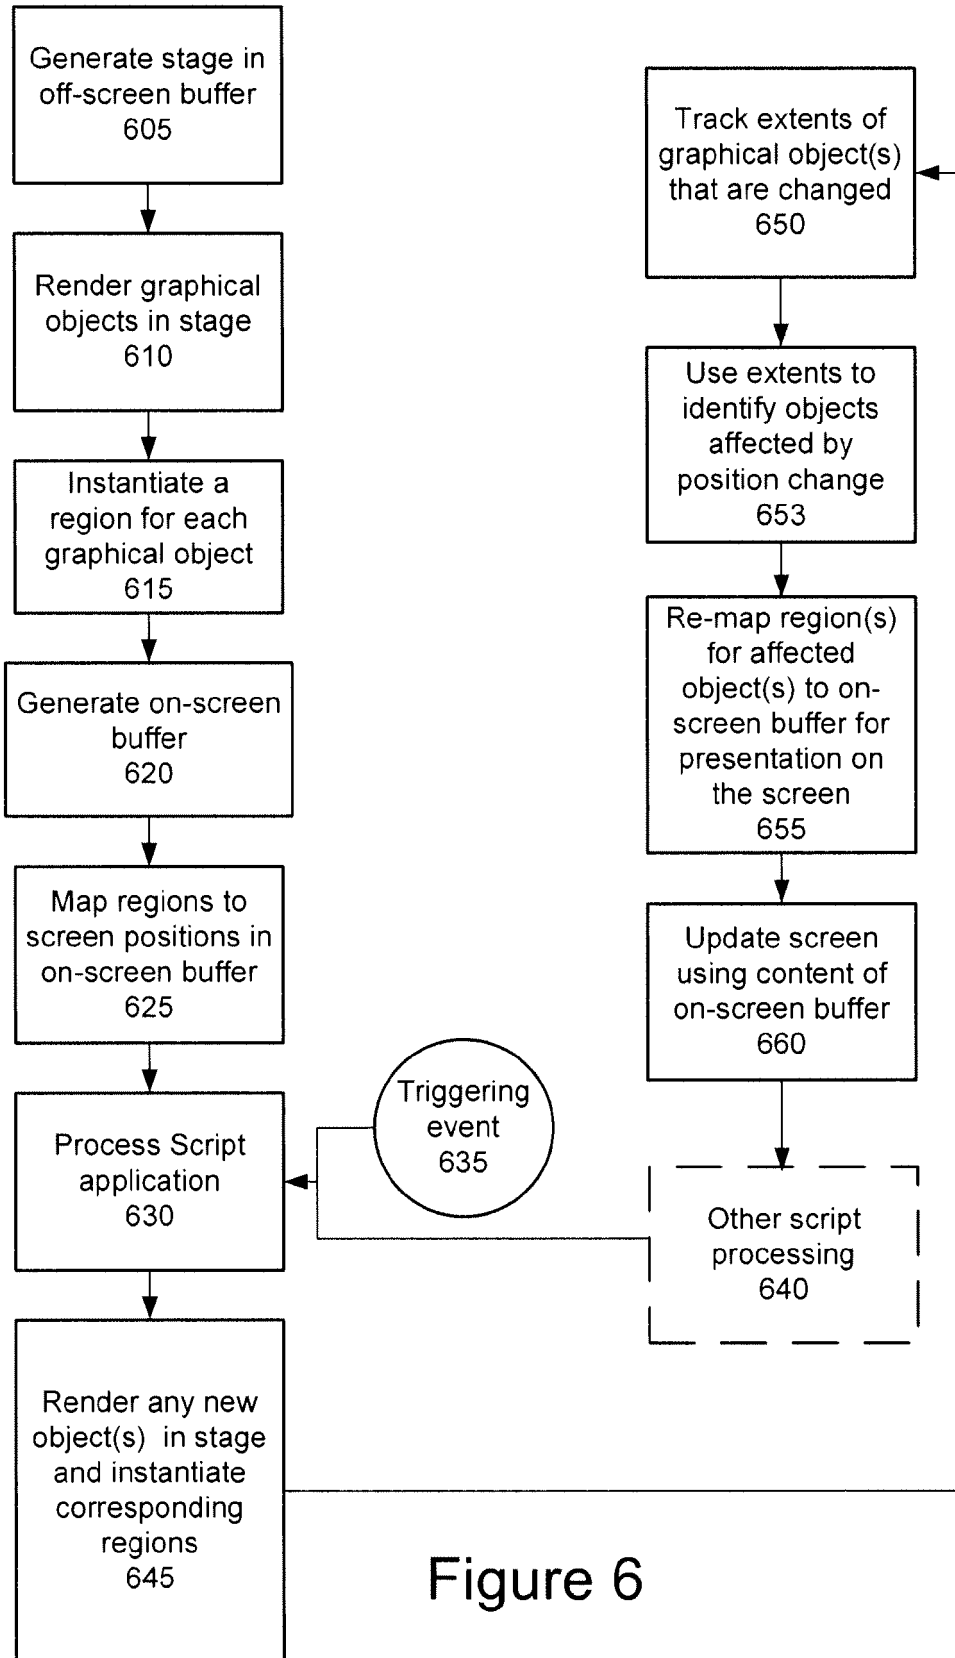 Generate stage in
off-screen buffer
605
Render graphical
objects in stage
610
Instantiate a
region for each
graphical object
615
Generate on-screen
buffer
620
Map regions to
screen positions in
on-screen buffer
625
Process Script
application
630
Triggering
event
635
Render any new
object(s) in stage
and instantiate
corresponding
regions
645
Track extents of
graphical object(s)
that are changed
650
Use extents to
identify objects
affected by
position change
653
Re-map region(s)
for affected
object(s) to on-
screen buffer for
presentation on
the screen
655
Update screen
using content of
on-screen buffer
660
Other script
processing
640
Figure 6